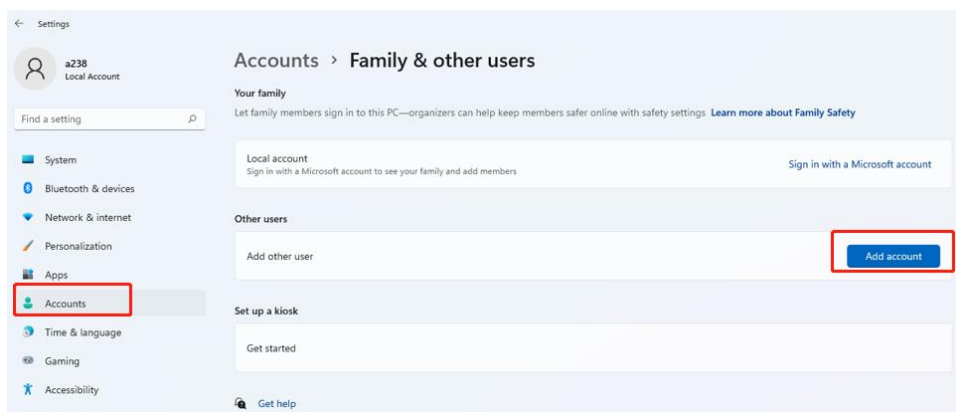 Settings
a238
Local Account
Find a setting
System
Bluetooth & devices
Network & internet
Personalization
Apps
Accounts
Time & language
Gaming
Accessibility
Accounts > Family & other users
Your family
Let family members sign in to this PC—organizers can help keep members safer online with safety settings Learn more about Family Safety
Local account
Sign in with a Microsoft account to see your family and add members
Sign in with a Microsoft account
Other users
Add other user
Add account
Set up a kiosk
Get started
Get help